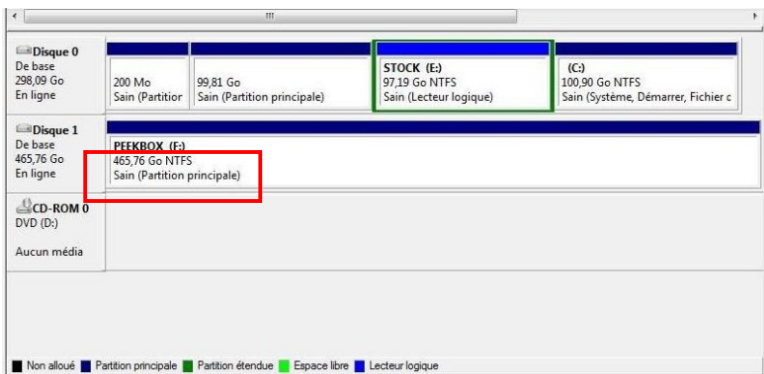 Disque 0
De base
298,09 Go
En ligne
200 Mo
Sain (Partitior
99,81 Go
Sain (Partition principale)
STOCK (E:)
97,19 Go NTFS
Sain (Lecteur logique)
(C:)
100,90 Go NTFS
Sain (Système, Démarrer, Fichier c
Disque 1
De base
465,76 Go
En ligne
PEEKBOX (F:)
465,76 Go NTFS
Sain (Partition principale)
CD-ROM 0
DVD (D:)
Aucun média
Non alloué Partition principale Partition étendue Espace libre Lecteur logique